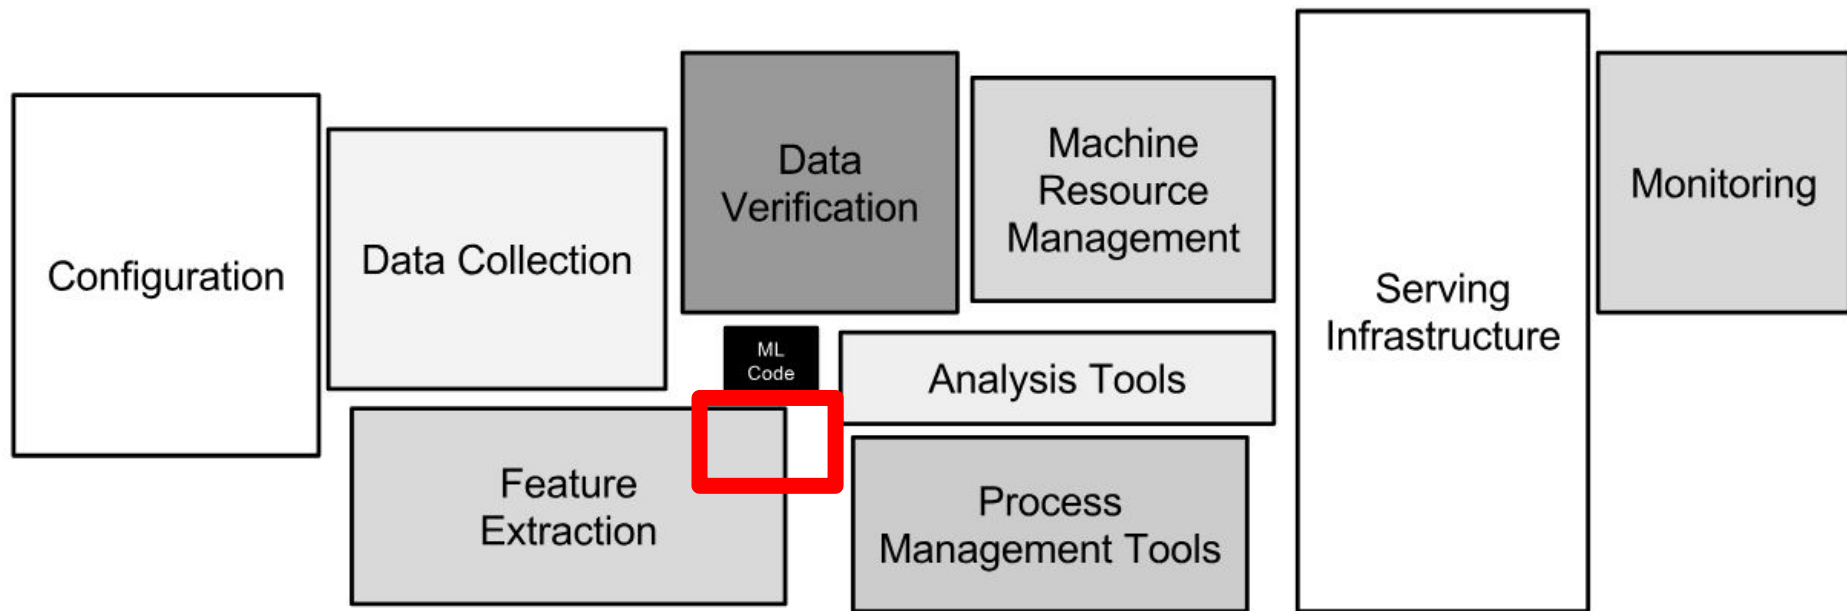 Configuration
Data Collection
Data
Verification
Machine
Resource
Management
Serving
Infrastructure
Monitoring
ML
Code
Analysis Tools
Feature
Extraction
Process
Management Tools